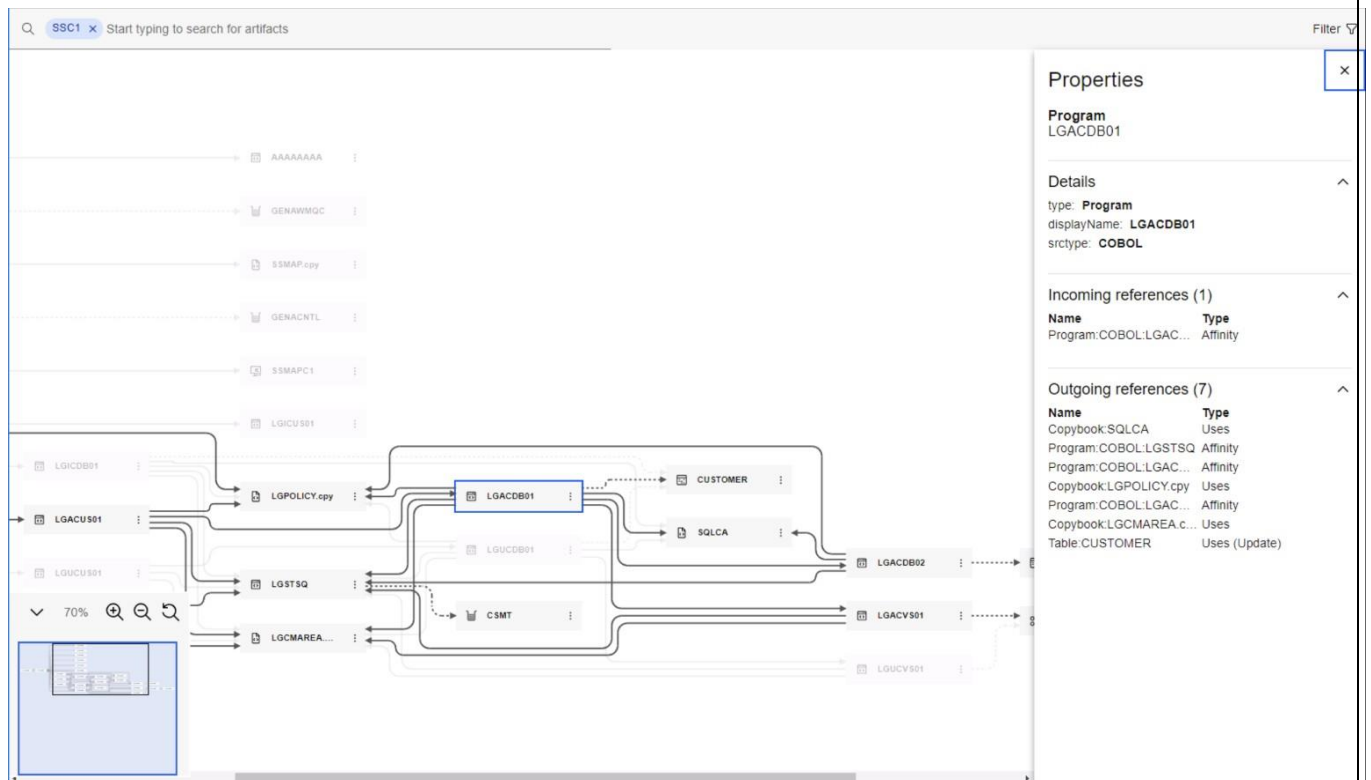 SSC1 × Start typing to search for artifacts
Filter
AAAAAAAA
GENAWMQC
SSMAP.cpy
GENACNTL
SSMAPC1
LGICUS01
LGICDB01
LGACUS01
LGUCUS01
LGPOLICY.cpy
LGSTSQ
LGCMAREA....
LGACDB01
LGUCDB01
CSMT
CUSTOMER
SQLCA
LGACDB02
LGACVS01
LGUCVS01
70%
Properties
Program
LGACDB01
Details
type: Program
displayName: LGACDB01
srctype: COBOL
Incoming references (1)
Name Type
Program:COBOL:LGAC... Affinity
Outgoing references (7)
Name Type
Copybook:SQLCA Uses
Program:COBOL:LGSTSQ Affinity
Program:COBOL:LGAC... Affinity
Copybook:LGPOLICY.cpy Uses
Program:COBOL:LGAC... Affinity
Copybook:LGCMAREA.c... Uses
Table:CUSTOMER Uses (Update)